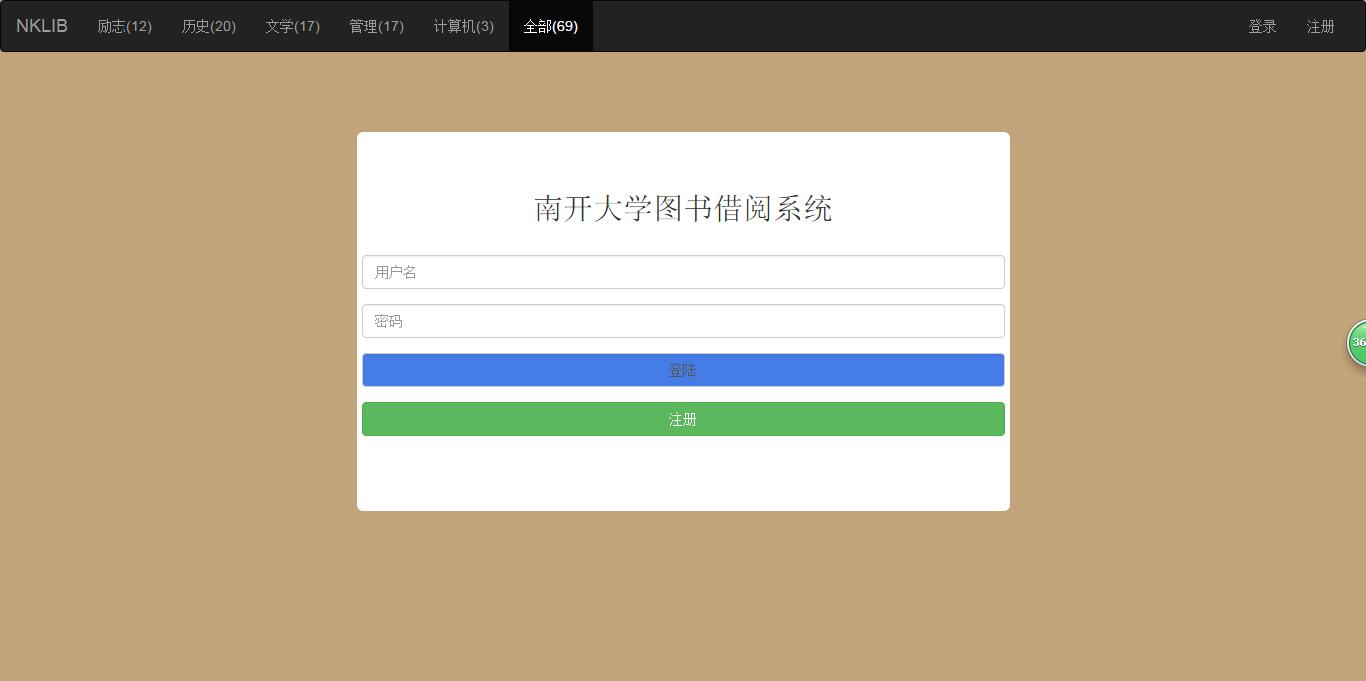 NKLIB 励志(12) 历史(20) 文学(17) 管理(17) 计算机(3) 全部(69) 登录 注册
南开大学图书借阅系统
用户名
密码
36
登陆
注册